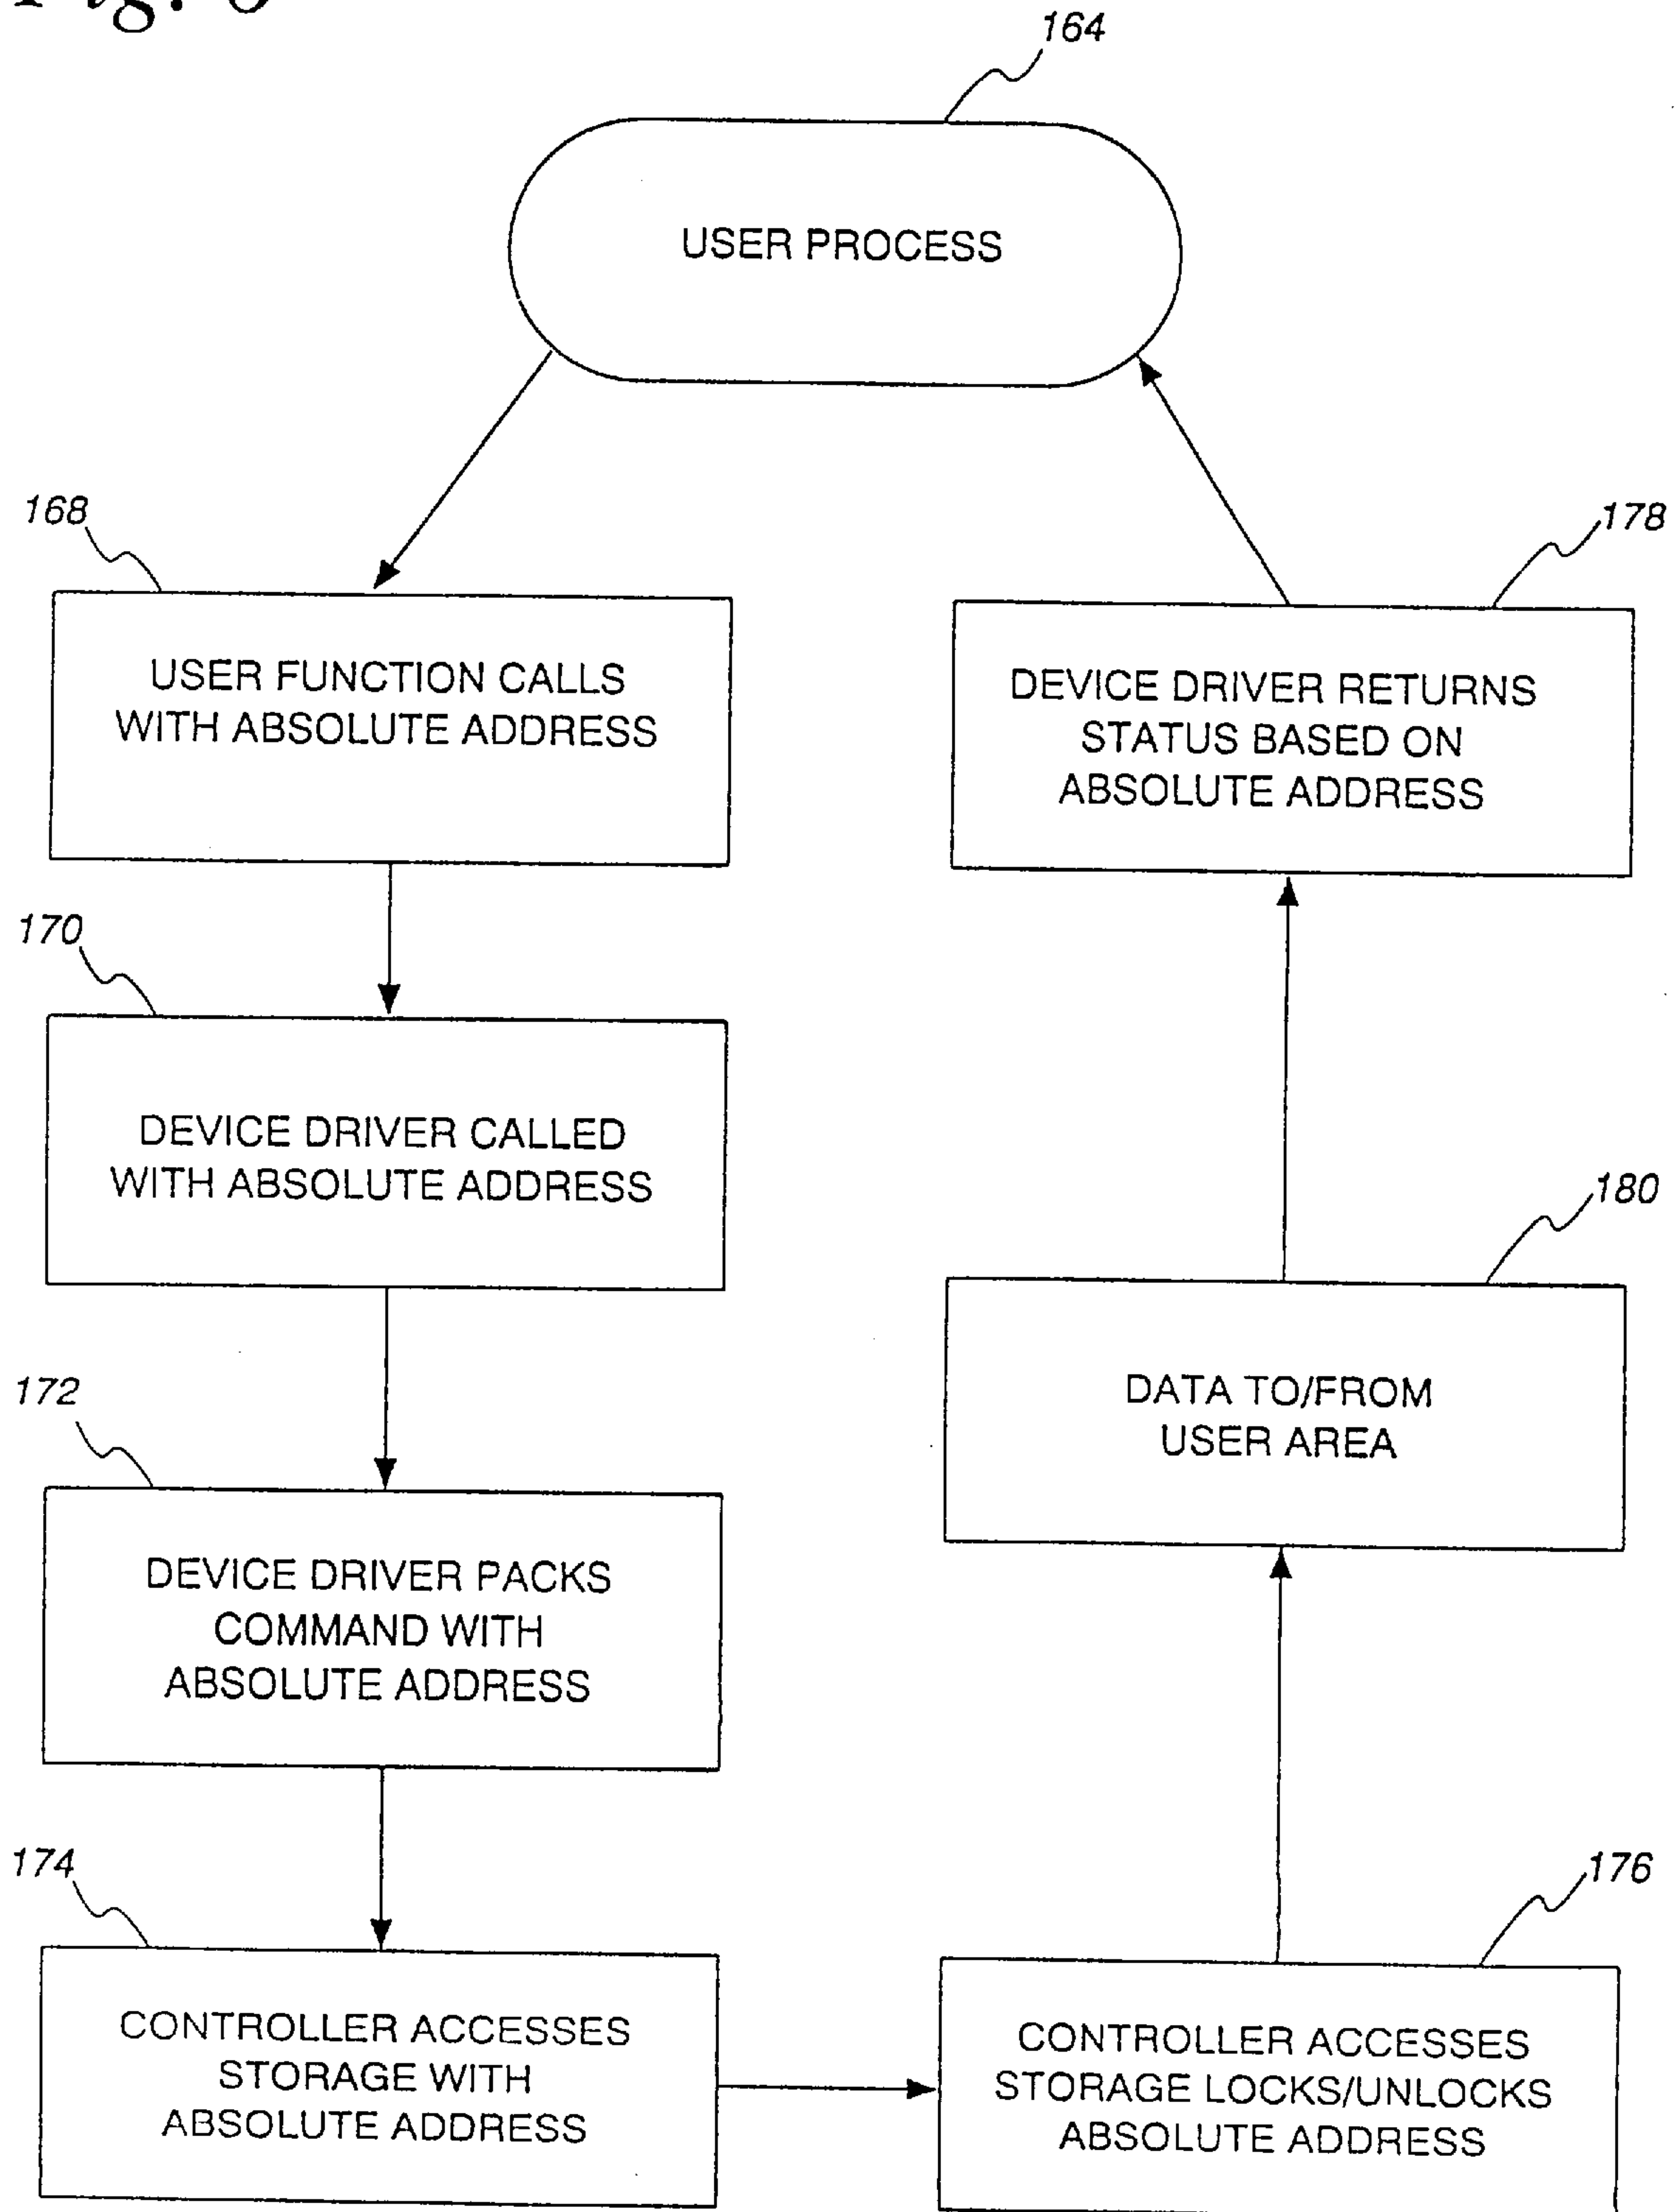 164
USER PROCESS
168
USER FUNCTION CALLS
WITH ABSOLUTE ADDRESS
178
DEVICE DRIVER RETURNS
STATUS BASED ON
ABSOLUTE ADDRESS
170
DEVICE DRIVER CALLED
WITH ABSOLUTE ADDRESS
180
DATA TO/FROM
USER AREA
172
DEVICE DRIVER PACKS
COMMAND WITH
ABSOLUTE ADDRESS
174
CONTROLLER ACCESSES
STORAGE WITH
ABSOLUTE ADDRESS
176
CONTROLLER ACCESSES
STORAGE LOCKS/UNLOCKS
ABSOLUTE ADDRESS